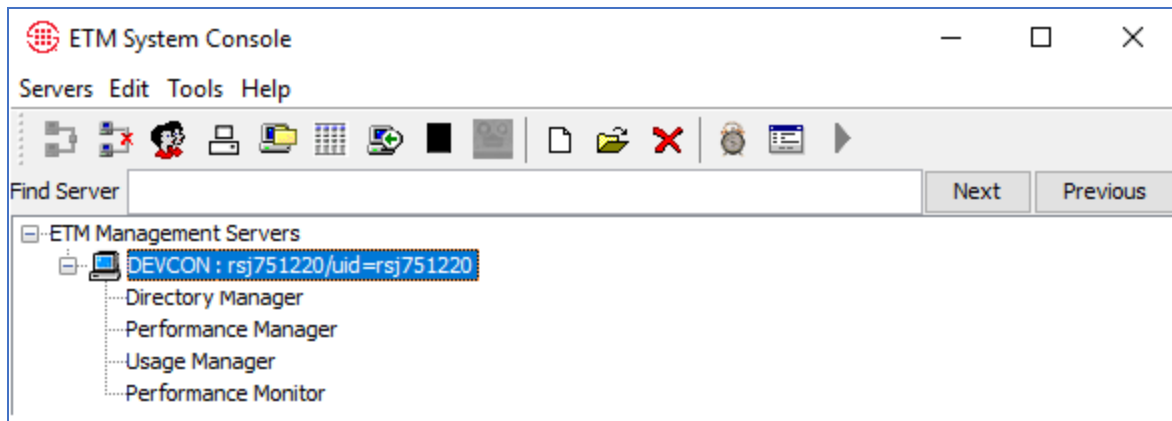 ETM System Console
Servers Edit Tools Help
Find Server Next Previous
ETM Management Servers
DEVCON : rsj751220/uid=rsj751220
Directory Manager
Performance Manager
Usage Manager
Performance Monitor